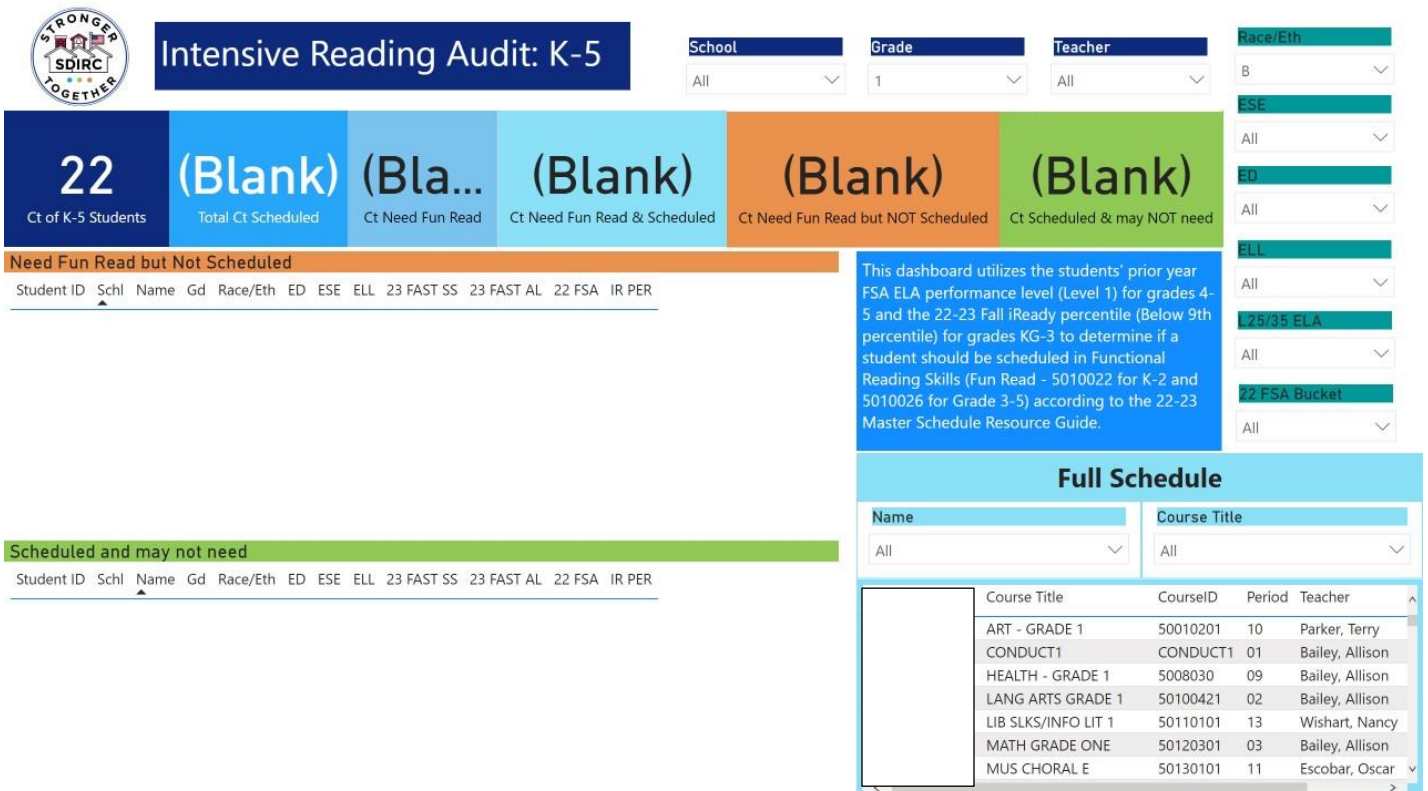 STRONGER
SDIRC
TOGETHER
Intensive Reading Audit: K-5
School
All
Grade
1
Teacher
All
Race/Eth
B
ESE
All
ED
All
ELL
All
L25/35 ELA
All
22 FSA Bucket
All
22
Ct of K-5 Students
(Blank)
Total Ct Scheduled
(Bla...
Ct Need Fun Read
(Blank)
Ct Need Fun Read & Scheduled
(Blank)
Ct Need Fun Read but NOT Scheduled
(Blank)
Ct Scheduled & may NOT need
Need Fun Read but Not Scheduled
Student ID Schl Name Gd Race/Eth ED ESE ELL 23 FAST SS 23 FAST AL 22 FSA IR PER
This dashboard utilizes the students' prior year
FSA ELA performance level (Level 1) for grades 4-
5 and the 22-23 Fall iReady percentile (Below 9th
percentile) for grades KG-3 to determine if a
student should be scheduled in Functional
Reading Skills (Fun Read - 5010022 for K-2 and
5010026 for Grade 3-5) according to the 22-23
Master Schedule Resource Guide.
Scheduled and may not need
Student ID Schl Name Gd Race/Eth ED ESE ELL 23 FAST SS 23 FAST AL 22 FSA IR PER
Full Schedule
Name
All
Course Title
All
Course Title CourseID Period Teacher
ART - GRADE 1 50010201 10 Parker, Terry
CONDUCT1 CONDUCT1 01 Bailey, Allison
HEALTH - GRADE 1 5008030 09 Bailey, Allison
LANG ARTS GRADE 1 50100421 02 Bailey, Allison
LIB SLKS/INFO LIT 1 50110101 13 Wishart, Nancy
MATH GRADE ONE 50120301 03 Bailey, Allison
MUS CHORAL E 50130101 11 Escobar, Oscar